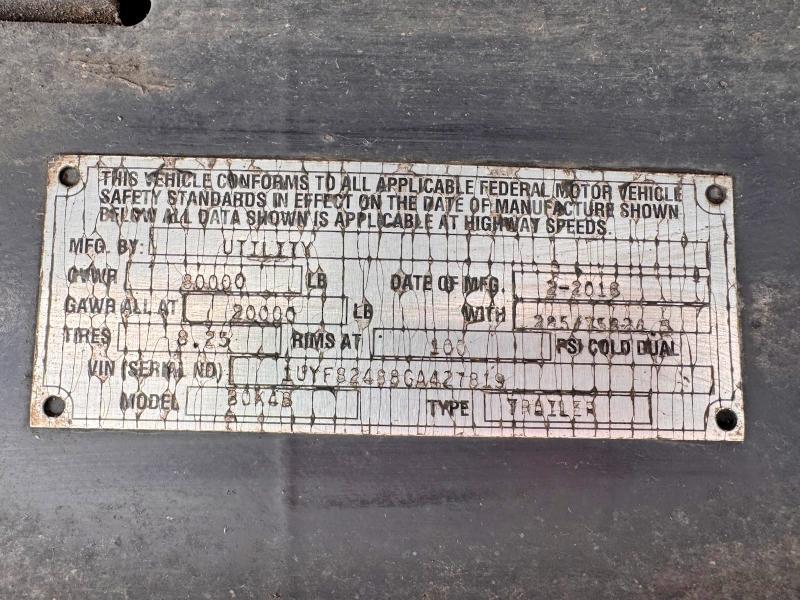 THIS VEHICLE CONFORMS TO ALL APPLICABLE FEDERAL MOTOR VEHICLE
SAFETY STANDARDS IN EFFECT ON THE DATE OF MANUFACTURE SHOWN
BELOW ALL DATA SHOWN IS APPLICABLE AT HIGHWAY SPEEDS.
MFG. BY: UTILITY
GVWR 80000 LB DATE OF MFG.
GAWR ALL AT 20000 LB WITH
TIRES 8.25 RIMS AT 100 PSI COLD DUAL
VIN (SERIAL NO)
MODEL TYPE TRAILER